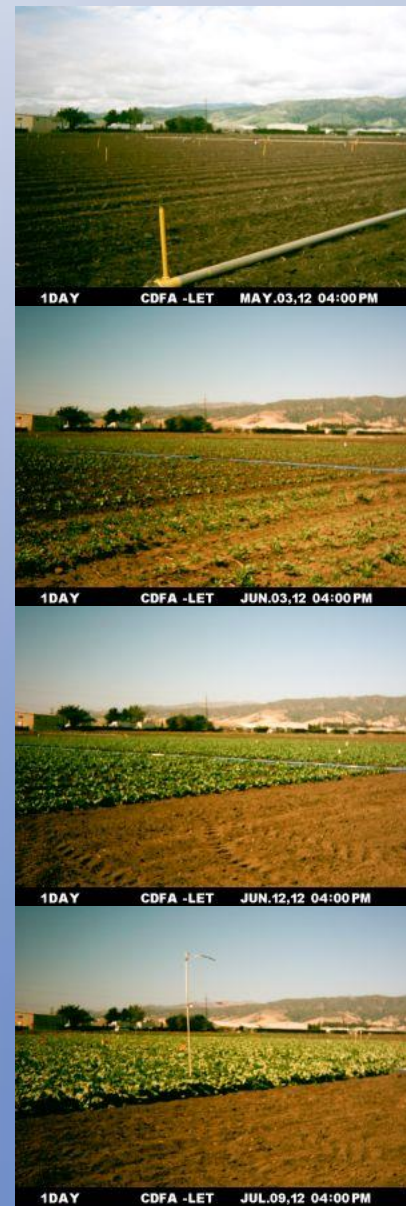 1DAY CDFA -LET MAY.03,12 04:00PM
1DAY CDFA -LET JUN.03,12 04:00PM
1DAY CDFA -LET JUN.12,12 04:00PM
1DAY CDFA -LET JUL.09,12 04:00PM